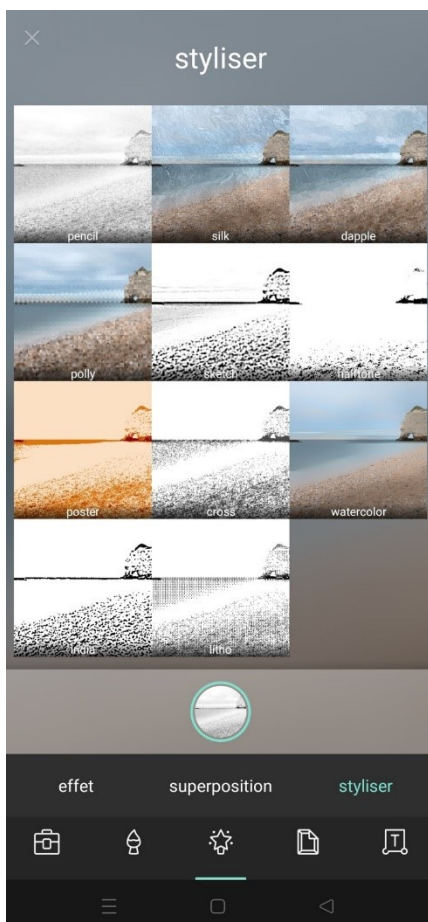 styliser
pencil
silk
dapple
polly
sketch
halftone
poster
cross
watercolor
india
litho
effet
superposition
styliser
T